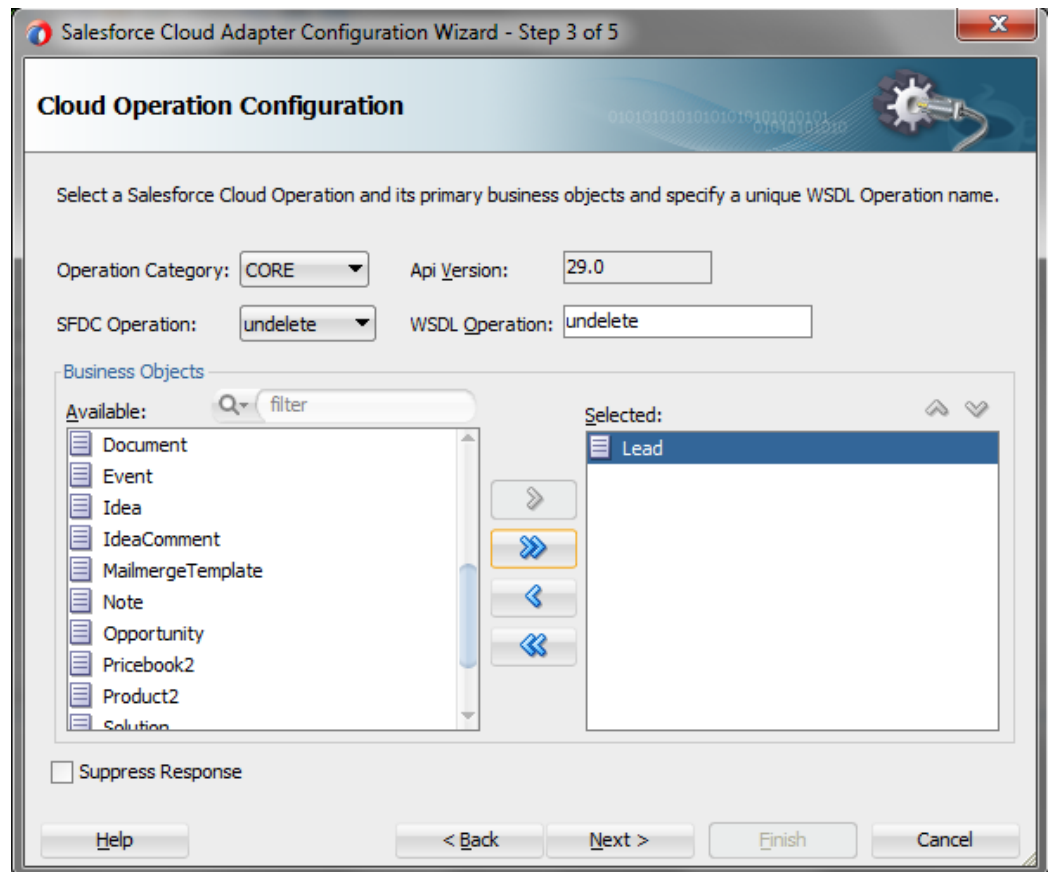 Salesforce Cloud Adapter Configuration Wizard - Step 3 of 5
X
Cloud Operation Configuration
Select a Salesforce Cloud Operation and its primary business objects and specify a unique WSDL Operation name.
Operation Category: CORE Api Version: 29.0
SFDC Operation: undelete WSDL Operation: undelete
Business Objects
Available: filter Selected:
Document
Event
Idea
IdeaComment
MailmergeTemplate
Note
Opportunity
Pricebook2
Product2
Solution
Lead
Suppress Response
Help < Back Next > Finish Cancel